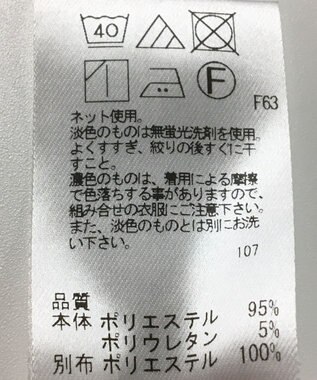 40
F
F63
ネット使用。
淡色のものは無蛍光洗剤を使用。
よくすすぎ、絞りの後すぐに干
すこと。
濃色のものは、着用による摩擦
で色落ちする事がありますので、
組み合せの衣服にご注意下さい。
また、淡色のものとは別にお洗
い下さい。
107
品質
本体 ポリエステル 95%
ポリウレタン 5%
別布 ポリエステル 100%